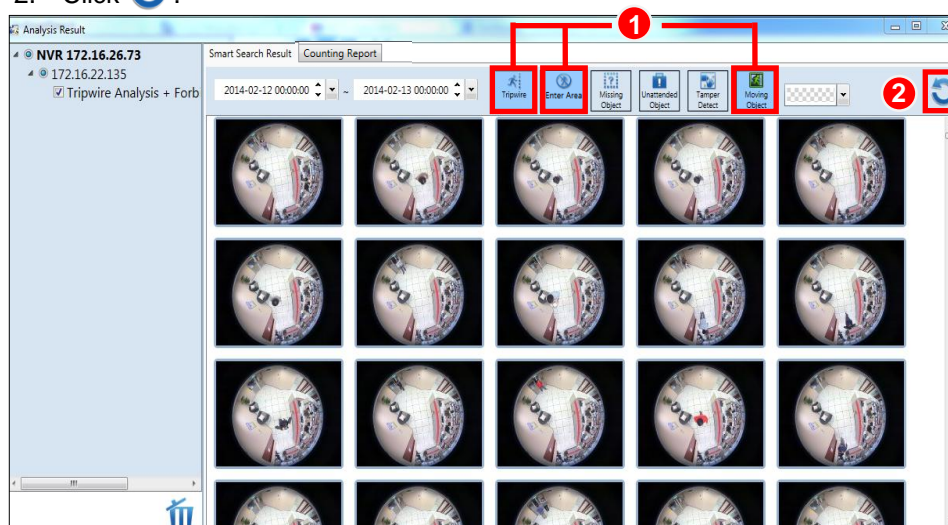 2. Click .
Analysis Result
NVR 172.16.26.73
172.16.22.135
Tripwire Analysis + Forb
Smart Search Result Counting Report
2014-02-12 00:00:00 ~ 2014-02-13 00:00:00
Tripwire
Enter Area
Missing
Object
Unattended
Object
Tamper
Detect
Moving
Object
1
2